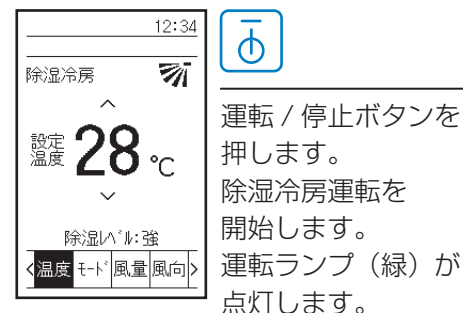 12:34
除湿冷房
設定
温度
28℃
除湿ﾚﾍﾞﾙ:強
<温度 ﾓｰﾄﾞ 風量 風向>
運転 / 停止ボタンを
押します。
除湿冷房運転を
開始します。
運転ランプ（緑）が
点灯します。